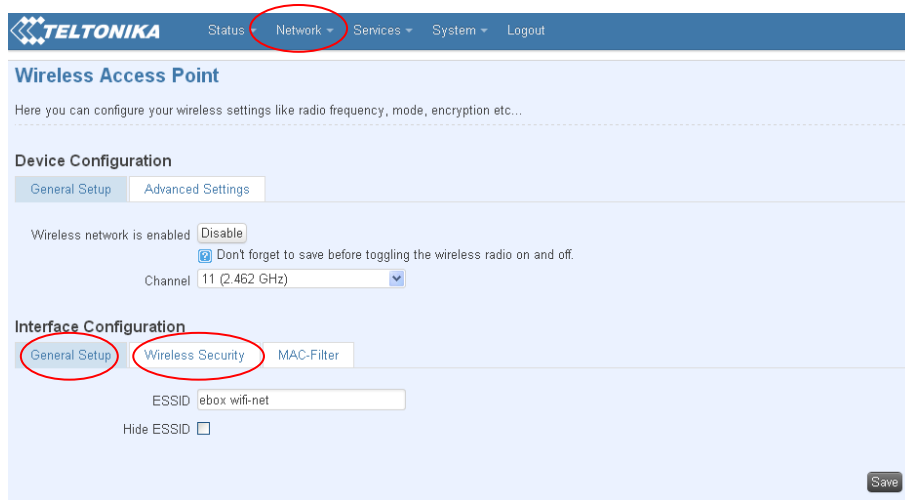 TELTONIKA Status Network Services System Logout
Wireless Access Point
Here you can configure your wireless settings like radio frequency, mode, encryption etc...
Device Configuration
General Setup Advanced Settings
Wireless network is enabled Disable
Don't forget to save before toggling the wireless radio on and off.
Channel 11 (2.462 GHz)
Interface Configuration
General Setup Wireless Security MAC-Filter
ESSID ebox wifi-net
Hide ESSID
Save